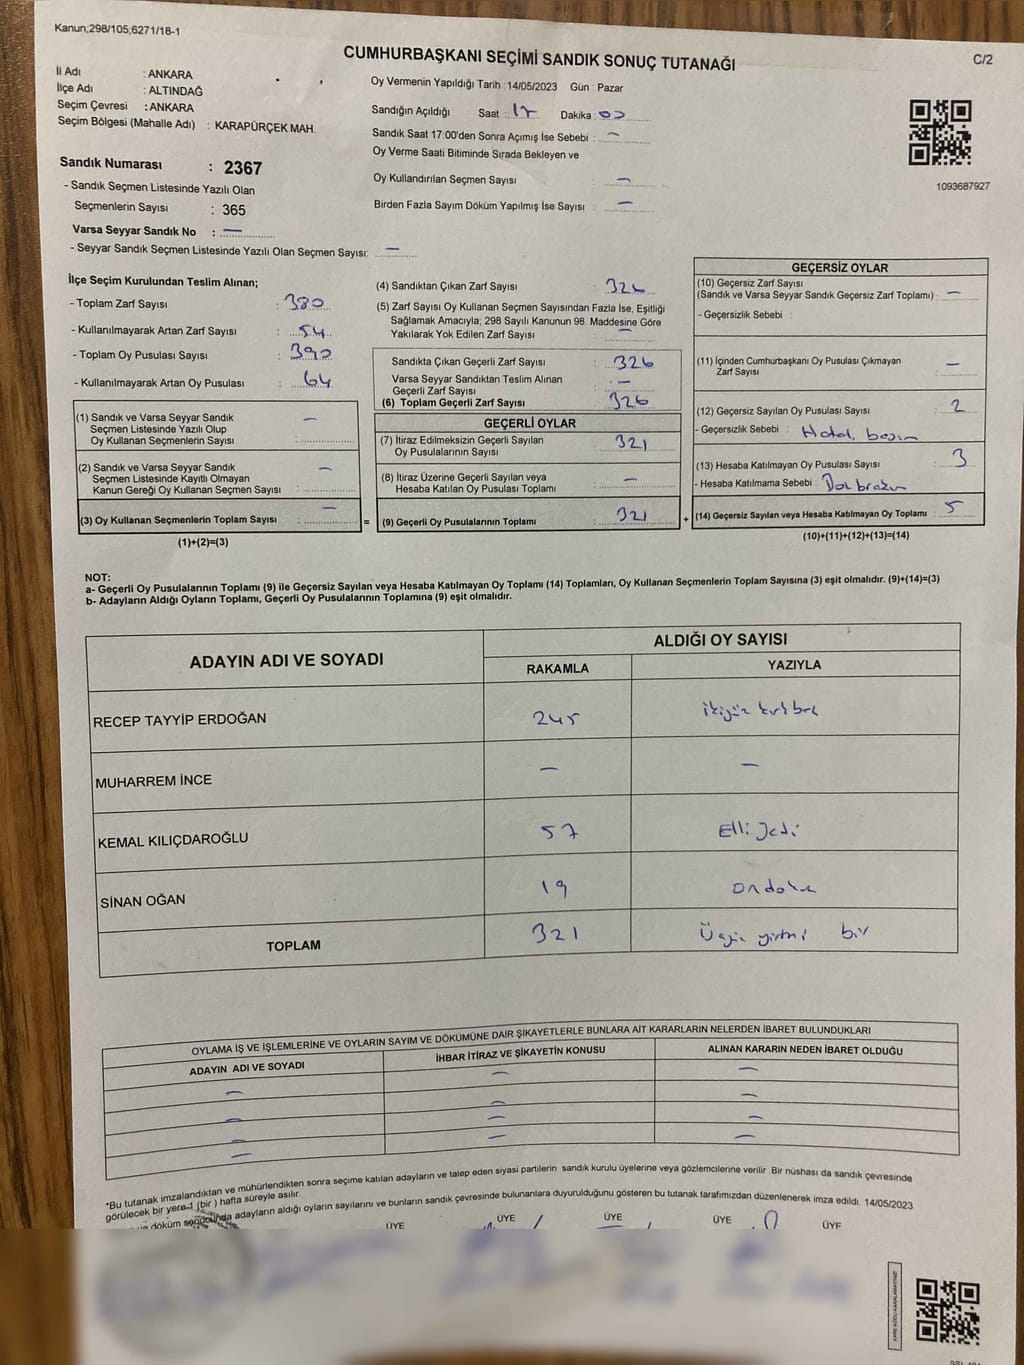 Kanun;298/105,6271/18-1
CUMHURBAŞKANI SEÇİMİ SANDIK SONUÇ TUTANAĞI
C/2
İl Adı : ANKARA
İlçe Adı : ALTINDAĞ
Seçim Çevresi : ANKARA
Seçim Bölgesi (Mahalle Adı) : KARAPÜRÇEK MAH.
Oy Vermenin Yapıldığı Tarih : 14/05/2023 Gün : Pazar
Sandığın Açıldığı Saat : 17 Dakika : 00
Sandık Saat 17:00'den Sonra Açımış İse Sebebi : —
Oy Verme Saati Bitiminde Sırada Bekleyen ve
Oy Kullandırılan Seçmen Sayısı : —
Birden Fazla Sayım Döküm Yapılmış İse Sayısı : —
1093687927
Sandık Numarası : 2367
- Sandık Seçmen Listesinde Yazılı Olan
Seçmenlerin Sayısı : 365
Varsa Seyyar Sandık No : —
- Seyyar Sandık Seçmen Listesinde Yazılı Olan Seçmen Sayısı: —
İlçe Seçim Kurulundan Teslim Alınan;
- Toplam Zarf Sayısı : 380
- Kullanılmayarak Artan Zarf Sayısı : 54
- Toplam Oy Pusulası Sayısı : 390
- Kullanılmayarak Artan Oy Pusulası : 64
(1) Sandık ve Varsa Seyyar Sandık
Seçmen Listesinde Yazılı Olup
Oy Kullanan Seçmenlerin Sayısı : —
(2) Sandık ve Varsa Seyyar Sandık
Seçmen Listesinde Kayıtlı Olmayan
Kanun Gereği Oy Kullanan Seçmen Sayısı : —
(3) Oy Kullanan Seçmenlerin Toplam Sayısı : —
(1)+(2)=(3)
(4) Sandıktan Çıkan Zarf Sayısı : 326
(5) Zarf Sayısı Oy Kullanan Seçmen Sayısından Fazla İse, Eşitliği
Sağlamak Amacıyla; 298 Sayılı Kanunun 98. Maddesine Göre
Yakılarak Yok Edilen Zarf Sayısı : —
Sandıkta Çıkan Geçerli Zarf Sayısı : 326
Varsa Seyyar Sandıktan Teslim Alınan
Geçerli Zarf Sayısı : —
(6) Toplam Geçerli Zarf Sayısı : 326
GEÇERLİ OYLAR
(7) İtiraz Edilmeksizin Geçerli Sayılan
Oy Pusulalarının Sayısı : 321
(8) İtiraz Üzerine Geçerli Sayılan veya
Hesaba Katılan Oy Pusulası Toplamı : —
= (9) Geçerli Oy Pusulalarının Toplamı : 321
GEÇERSİZ OYLAR
(10) Geçersiz Zarf Sayısı
(Sandık ve Varsa Seyyar Sandık Geçersiz Zarf Toplamı) : —
- Geçersizlik Sebebi :
(11) İçinden Cumhurbaşkanı Oy Pusulası Çıkmayan
Zarf Sayısı : —
(12) Geçersiz Sayılan Oy Pusulası Sayısı : 2
- Geçersizlik Sebebi :
(13) Hesaba Katılmayan Oy Pusulası Sayısı : 3
- Hesaba Katılmama Sebebi :
+ (14) Geçersiz Sayılan veya Hesaba Katılmayan Oy Toplamı : 5
(10)+(11)+(12)+(13)=(14)
NOT:
a- Geçerli Oy Pusulalarının Toplamı (9) ile Geçersiz Sayılan veya Hesaba Katılmayan Oy Toplamı (14) Toplamları, Oy Kullanan Seçmenlerin Toplam Sayısına (3) eşit olmalıdır. (9)+(14)=(3)
b- Adayların Aldığı Oyların Toplamı, Geçerli Oy Pusulalarının Toplamına (9) eşit olmalıdır.
ADAYIN ADI VE SOYADI
ALDIĞI OY SAYISI
RAKAMLA YAZIYLA
RECEP TAYYİP ERDOĞAN 245 ikiyüz kırkbeş
MUHARREM İNCE — —
KEMAL KILIÇDAROĞLU 57 Elli Yedi
SİNAN OĞAN 19 ondokuz
TOPLAM 321 Üçyüz yirmi bir
OYLAMA İŞ VE İŞLEMLERİNE VE OYLARIN SAYIM VE DÖKÜMÜNE DAİR ŞİKAYETLERLE BUNLARA AİT KARARLARIN NELERDEN İBARET BULUNDUKLARI
ADAYIN ADI VE SOYADI İHBAR İTİRAZ VE ŞİKAYETİN KONUSU ALINAN KARARIN NEDEN İBARET OLDUĞU
— — —
— — —
— — —
— — —
*Bu tutanak imzalandıktan ve mühürlendikten sonra seçime katılan adayların ve talep eden siyasi partilerin sandık kurulu üyelerine veya gözlemcilerine verilir. Bir nüshası da sandık çevresinde
görülecek bir yere 1 (bir) hafta süreyle asılır.
döküm sonucunda adayların aldığı oyların sayılarını ve bunların sandık çevresinde bulunanlara duyurulduğunu gösteren bu tutanak tarafımızdan düzenlenerek imza edildi. 14/05/2023
ÜYE ÜYE ÜYE ÜYE ÜYE